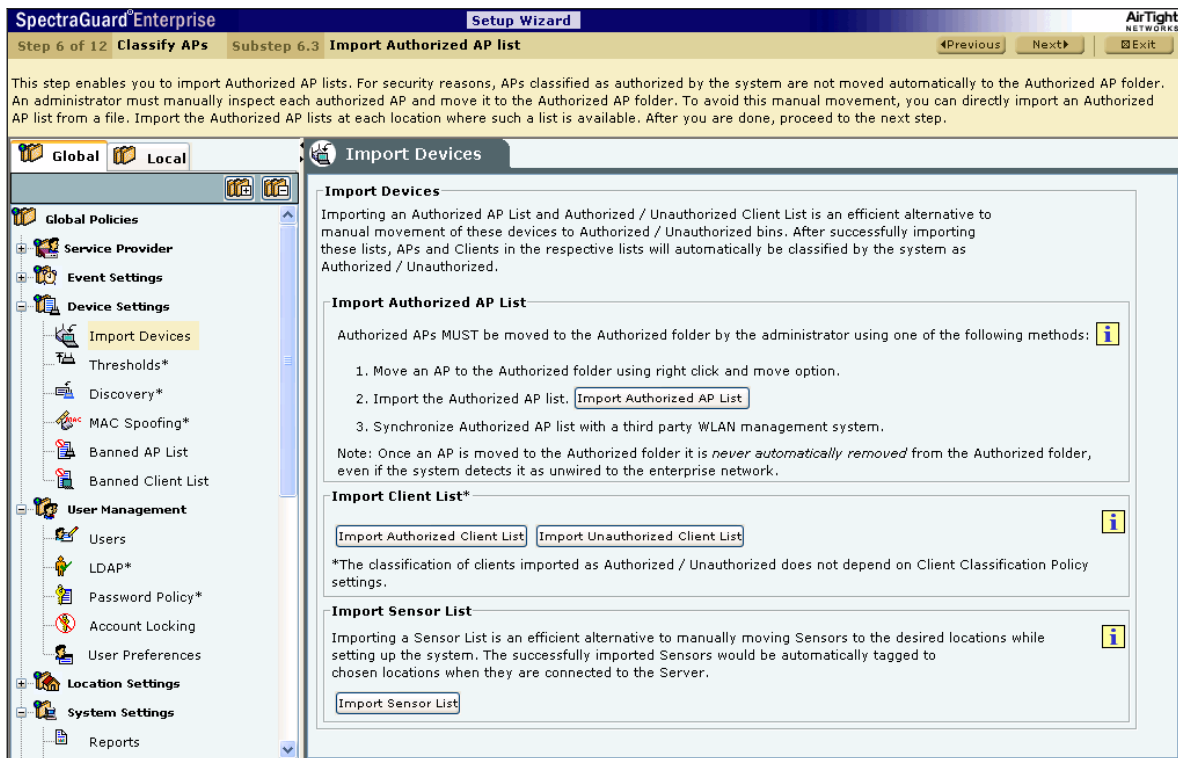 SpectraGuard®Enterprise
Setup Wizard
AirTight
NETWORKS
Step 6 of 12 Classify APs Substep 6.3 Import Authorized AP list
Previous
Next
Exit
This step enables you to import Authorized AP lists. For security reasons, APs classified as authorized by the system are not moved automatically to the Authorized AP folder.
An administrator must manually inspect each authorized AP and move it to the Authorized AP folder. To avoid this manual movement, you can directly import an Authorized
AP list from a file. Import the Authorized AP lists at each location where such a list is available. After you are done, proceed to the next step.
Global
Local
Global Policies
Service Provider
Event Settings
Device Settings
Import Devices
Thresholds*
Discovery*
MAC Spoofing*
Banned AP List
Banned Client List
User Management
Users
LDAP*
Password Policy*
Account Locking
User Preferences
Location Settings
System Settings
Reports
Import Devices
Import Devices
Importing an Authorized AP List and Authorized / Unauthorized Client List is an efficient alternative to
manual movement of these devices to Authorized / Unauthorized bins. After successfully importing
these lists, APs and Clients in the respective lists will automatically be classified by the system as
Authorized / Unauthorized.
Import Authorized AP List
Authorized APs MUST be moved to the Authorized folder by the administrator using one of the following methods:
i
1. Move an AP to the Authorized folder using right click and move option.
2. Import the Authorized AP list. Import Authorized AP List
3. Synchronize Authorized AP list with a third party WLAN management system.
Note: Once an AP is moved to the Authorized folder it is never automatically removed from the Authorized folder,
even if the system detects it as unwired to the enterprise network.
Import Client List*
i
Import Authorized Client List Import Unauthorized Client List
*The classification of clients imported as Authorized / Unauthorized does not depend on Client Classification Policy
settings.
Import Sensor List
Importing a Sensor List is an efficient alternative to manually moving Sensors to the desired locations while
i
setting up the system. The successfully imported Sensors would be automatically tagged to
chosen locations when they are connected to the Server.
Import Sensor List